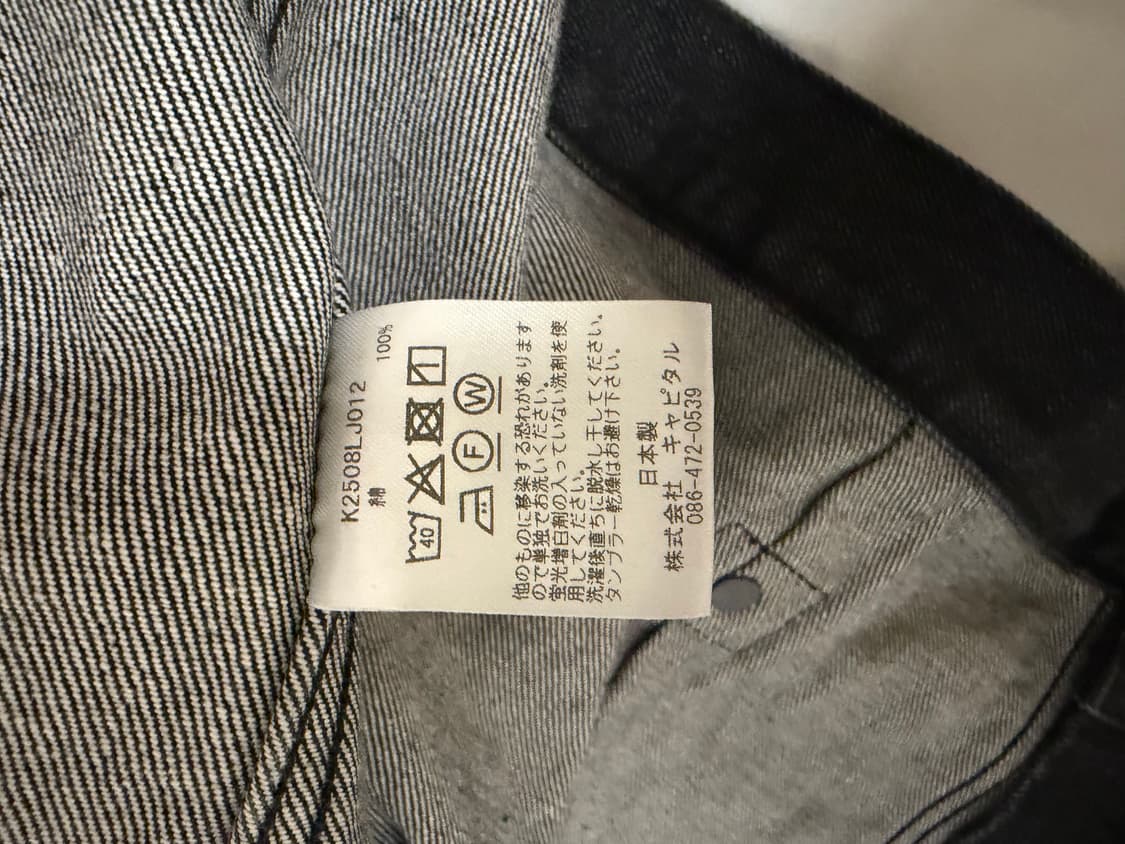 K2508LJ012
綿 100%
40
F W
他のものに移染する恐れがあります
ので単独でお洗いください。
蛍光増白剤の入っていない洗剤を使
用してください。
洗濯後直ちに脱水し干してください。
タンブラー乾燥はお避け下さい。
日本製
株式会社 キャピタル
086-472-0539